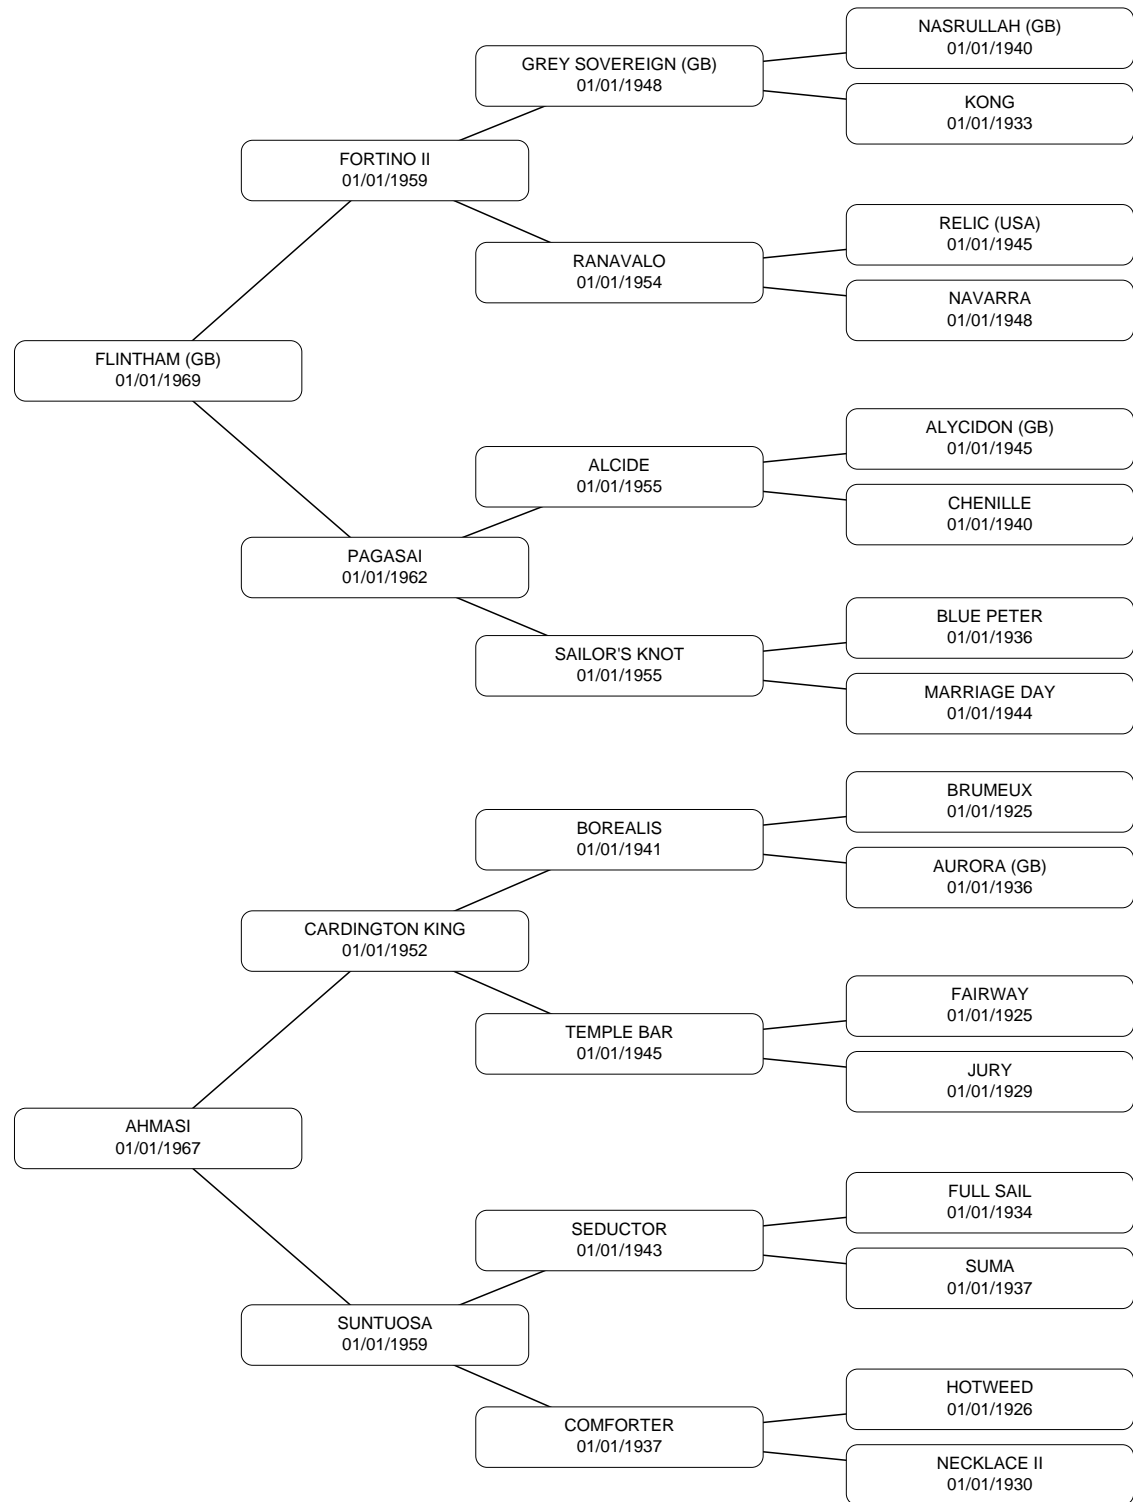 NASRULLAH (GB)
01/01/1940
GREY SOVEREIGN (GB)
01/01/1948
KONG
01/01/1933
FORTINO II
01/01/1959
RELIC (USA)
01/01/1945
RANAVALO
01/01/1954
NAVARRA
01/01/1948
FLINTHAM (GB)
01/01/1969
ALYCIDON (GB)
01/01/1945
ALCIDE
01/01/1955
CHENILLE
01/01/1940
PAGASAI
01/01/1962
BLUE PETER
01/01/1936
SAILOR'S KNOT
01/01/1955
MARRIAGE DAY
01/01/1944
BRUMEUX
01/01/1925
BOREALIS
01/01/1941
AURORA (GB)
01/01/1936
CARDINGTON KING
01/01/1952
FAIRWAY
01/01/1925
TEMPLE BAR
01/01/1945
JURY
01/01/1929
AHMASI
01/01/1967
FULL SAIL
01/01/1934
SEDUCTOR
01/01/1943
SUMA
01/01/1937
SUNTUOSA
01/01/1959
HOTWEED
01/01/1926
COMFORTER
01/01/1937
NECKLACE II
01/01/1930